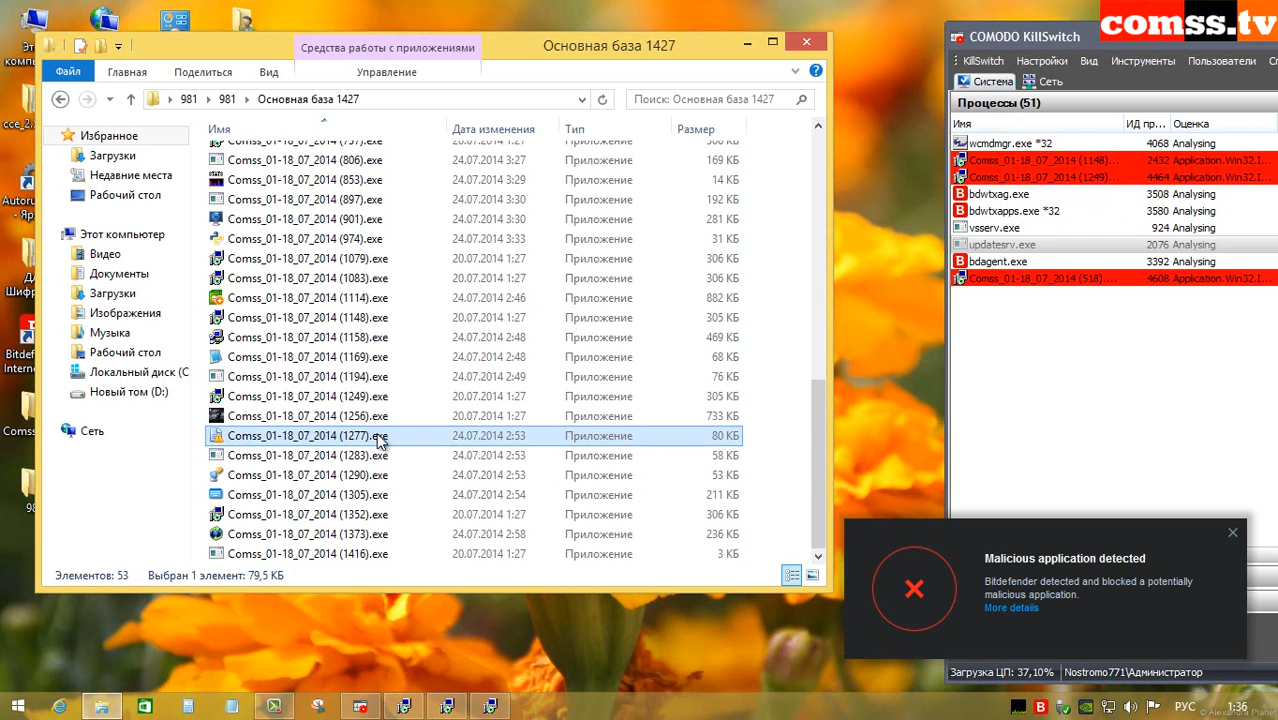 comss.tv
Этот
компь
cce_2.
Autoru
- Яр
Д
Шифр
Bitdef
Interne
Comss
98
Средства работы с приложениями
Основная база 1427
Файл
Главная
Поделиться
Вид
Управление
981
981
Основная база 1427
Поиск: Основная база 1427
Имя
Дата изменения
Тип
Размер
Избранное
Загрузки
Недавние места
Рабочий стол
Этот компьютер
Видео
Документы
Загрузки
Изображения
Музыка
Рабочий стол
Локальный диск (C
Новый том (D:)
Сеть
Comss_01-18_07_2014 (737).exe 20.07.2014 1:27 Приложение 306 КБ
Comss_01-18_07_2014 (806).exe 24.07.2014 3:27 Приложение 169 КБ
Comss_01-18_07_2014 (853).exe 24.07.2014 3:29 Приложение 14 КБ
Comss_01-18_07_2014 (897).exe 24.07.2014 3:30 Приложение 192 КБ
Comss_01-18_07_2014 (901).exe 24.07.2014 3:30 Приложение 281 КБ
Comss_01-18_07_2014 (974).exe 24.07.2014 3:33 Приложение 31 КБ
Comss_01-18_07_2014 (1079).exe 20.07.2014 1:27 Приложение 306 КБ
Comss_01-18_07_2014 (1083).exe 20.07.2014 1:27 Приложение 306 КБ
Comss_01-18_07_2014 (1114).exe 24.07.2014 2:46 Приложение 882 КБ
Comss_01-18_07_2014 (1148).exe 20.07.2014 1:27 Приложение 305 КБ
Comss_01-18_07_2014 (1158).exe 24.07.2014 2:48 Приложение 469 КБ
Comss_01-18_07_2014 (1169).exe 24.07.2014 2:48 Приложение 68 КБ
Comss_01-18_07_2014 (1194).exe 24.07.2014 2:49 Приложение 76 КБ
Comss_01-18_07_2014 (1249).exe 20.07.2014 1:27 Приложение 305 КБ
Comss_01-18_07_2014 (1256).exe 20.07.2014 1:27 Приложение 733 КБ
Comss_01-18_07_2014 (1277).exe 24.07.2014 2:53 Приложение 80 КБ
Comss_01-18_07_2014 (1283).exe 24.07.2014 2:53 Приложение 58 КБ
Comss_01-18_07_2014 (1290).exe 24.07.2014 2:53 Приложение 53 КБ
Comss_01-18_07_2014 (1305).exe 24.07.2014 2:54 Приложение 211 КБ
Comss_01-18_07_2014 (1352).exe 20.07.2014 1:27 Приложение 306 КБ
Comss_01-18_07_2014 (1373).exe 24.07.2014 2:58 Приложение 236 КБ
Comss_01-18_07_2014 (1416).exe 20.07.2014 1:27 Приложение 3 КБ
Элементов: 53 Выбран 1 элемент: 79,5 КБ
COMODO KillSwitch
KillSwitch Настройки Вид Инструменты Пользователи
Система Сеть
Процессы (51)
Имя ИД пр... Оценка
wcmdmgr.exe *32 4068 Analysing
Comss_01-18_07_2014 (1148)... 2432 Application.Win32.I...
Comss_01-18_07_2014 (1249)... 4464 Application.Win32.I...
bdwtxag.exe 3508 Analysing
bdwtxapps.exe *32 3580 Analysing
vsserv.exe 924 Analysing
updatesrv.exe 2076 Analysing
bdagent.exe 3392 Analysing
Comss_01-18_07_2014 (518).... 4608 Application.Win32.I...
Malicious application detected
Bitdefender detected and blocked a potentially
malicious application.
More details
Загрузка ЦП: 37,10% Nostromo771\Администратор
РУС
1:36